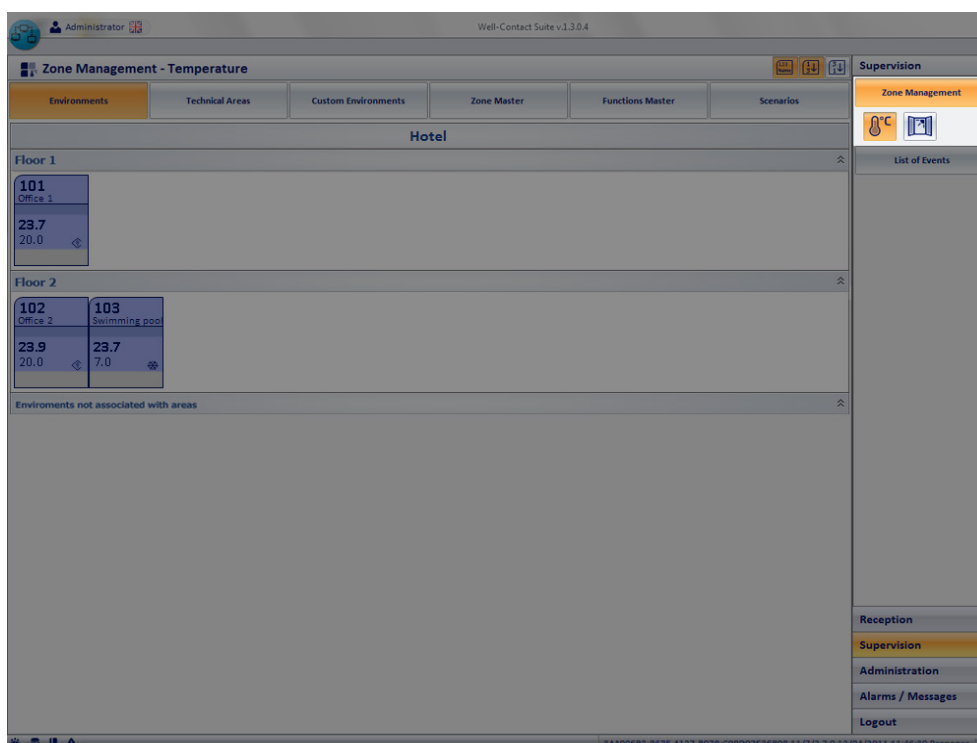 Administrator
Well-Contact Suite v.1.3.0.4
Zone Management - Temperature
Supervision
Environments
Technical Areas
Custom Environments
Zone Master
Functions Master
Scenarios
Zone Management
°C
Hotel
List of Events
Floor 1
101
Office 1
23.7
20.0
Floor 2
102
103
Office 2
Swimming pool
23.9
23.7
20.0
7.0
Enviroments not associated with areas
Reception
Supervision
Administration
Alarms / Messages
Logout